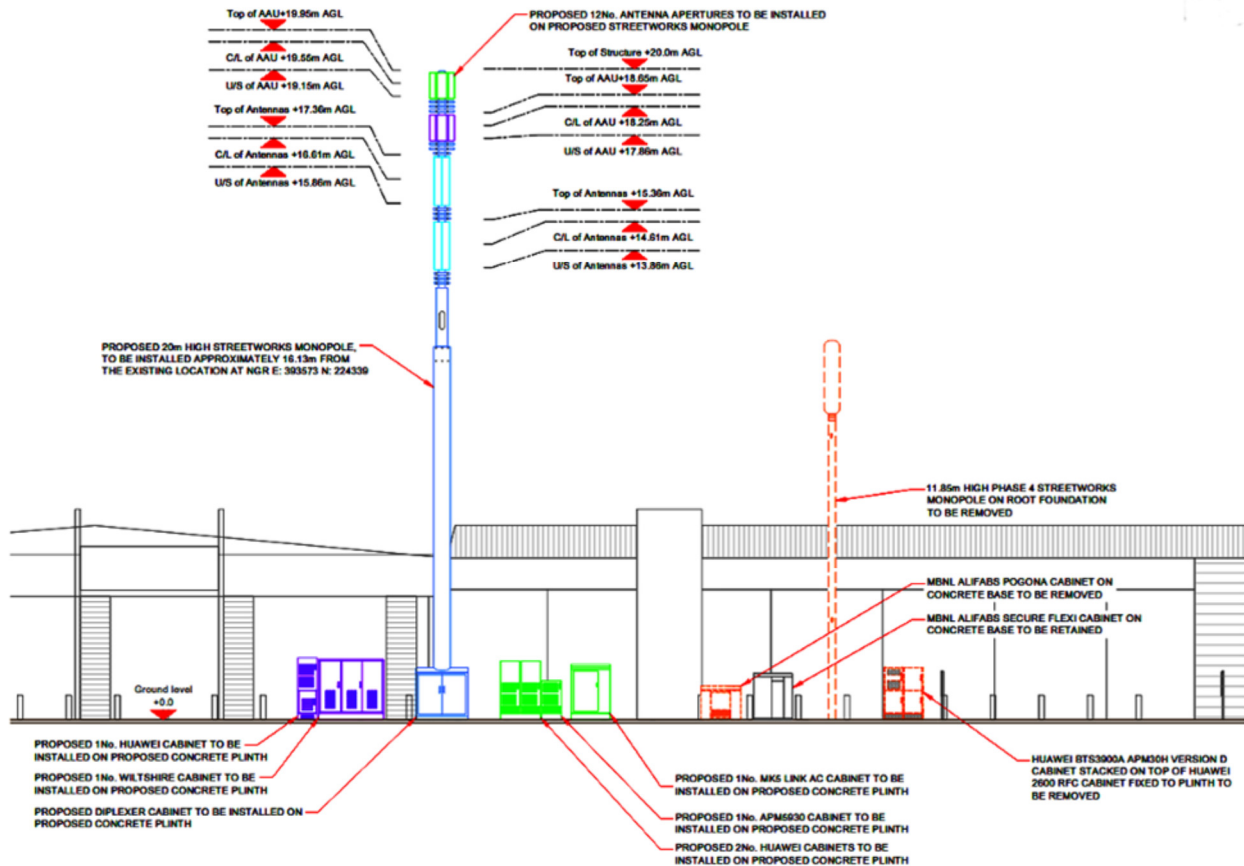 Top of AAU+19.95m AGL
C/L of AAU +19.55m AGL
U/S of AAU +19.15m AGL
Top of Antennas +17.36m AGL
C/L of Antennas +16.61m AGL
U/S of Antennas +15.86m AGL
PROPOSED 12No. ANTENNA APERTURES TO BE INSTALLED
ON PROPOSED STREETWORKS MONOPOLE
Top of Structure +20.0m AGL
Top of AAU+18.65m AGL
C/L of AAU +18.25m AGL
U/S of AAU +17.86m AGL
Top of Antennas +15.36m AGL
C/L of Antennas +14.61m AGL
U/S of Antennas +13.86m AGL
PROPOSED 20m HIGH STREETWORKS MONOPOLE,
TO BE INSTALLED APPROXIMATELY 16.13m FROM
THE EXISTING LOCATION AT NGR E: 393573 N: 224339
11.85m HIGH PHASE 4 STREETWORKS
MONOPOLE ON ROOT FOUNDATION
TO BE REMOVED
MBNL ALIFABS POGONA CABINET ON
CONCRETE BASE TO BE REMOVED
MBNL ALIFABS SECURE FLEXI CABINET ON
CONCRETE BASE TO BE RETAINED
Ground level
+0.0
PROPOSED 1No. HUAWEI CABINET TO BE
INSTALLED ON PROPOSED CONCRETE PLINTH
PROPOSED 1No. WILTSHIRE CABINET TO BE
INSTALLED ON PROPOSED CONCRETE PLINTH
PROPOSED DIPLEXER CABINET TO BE INSTALLED ON
PROPOSED CONCRETE PLINTH
PROPOSED 1No. MK5 LINK AC CABINET TO BE
INSTALLED ON PROPOSED CONCRETE PLINTH
PROPOSED 1No. APM5930 CABINET TO BE
INSTALLED ON PROPOSED CONCRETE PLINTH
PROPOSED 2No. HUAWEI CABINETS TO BE
INSTALLED ON PROPOSED CONCRETE PLINTH
HUAWEI BTS3900A APM30H VERSION D
CABINET STACKED ON TOP OF HUAWEI
2600 RFC CABINET FIXED TO PLINTH TO
BE REMOVED